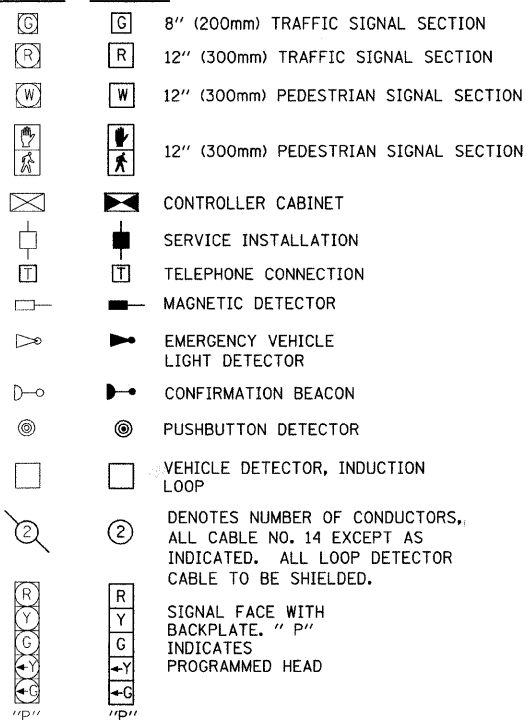 G G 8" (200mm) TRAFFIC SIGNAL SECTION
R R 12" (300mm) TRAFFIC SIGNAL SECTION
W W 12" (300mm) PEDESTRIAN SIGNAL SECTION
12" (300mm) PEDESTRIAN SIGNAL SECTION
CONTROLLER CABINET
SERVICE INSTALLATION
T T TELEPHONE CONNECTION
MAGNETIC DETECTOR
EMERGENCY VEHICLE
LIGHT DETECTOR
CONFIRMATION BEACON
PUSHBUTTON DETECTOR
VEHICLE DETECTOR, INDUCTION
LOOP
DENOTES NUMBER OF CONDUCTORS,
2 2 ALL CABLE NO. 14 EXCEPT AS
INDICATED. ALL LOOP DETECTOR
CABLE TO BE SHIELDED.
R R SIGNAL FACE WITH
Y Y BACKPLATE. " P"
G G INDICATES
←Y ←Y PROGRAMMED HEAD
←G ←G
"P" "P"